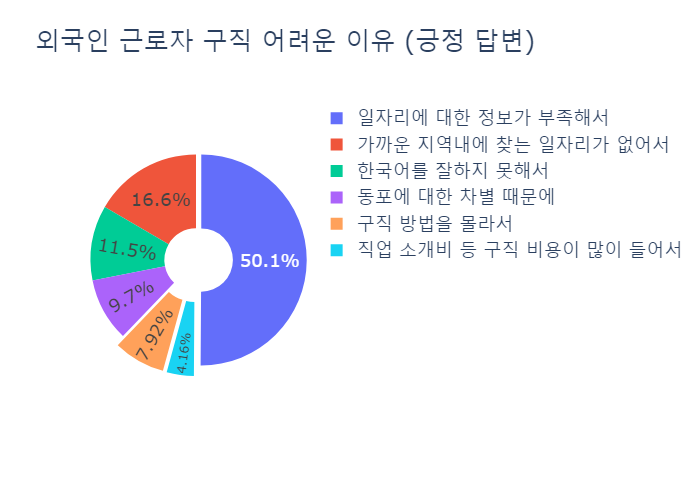 외국인 근로자 구직 어려운 이유 (긍정 답변)
일자리에 대한 정보가 부족해서
가까운 지역내에 찾는 일자리가 없어서
한국어를 잘하지 못해서
동포에 대한 차별 때문에
구직 방법을 몰라서
직업 소개비 등 구직 비용이 많이 들어서
16.6%
11.5%
50.1%
9.7%
7.92%
4.16%